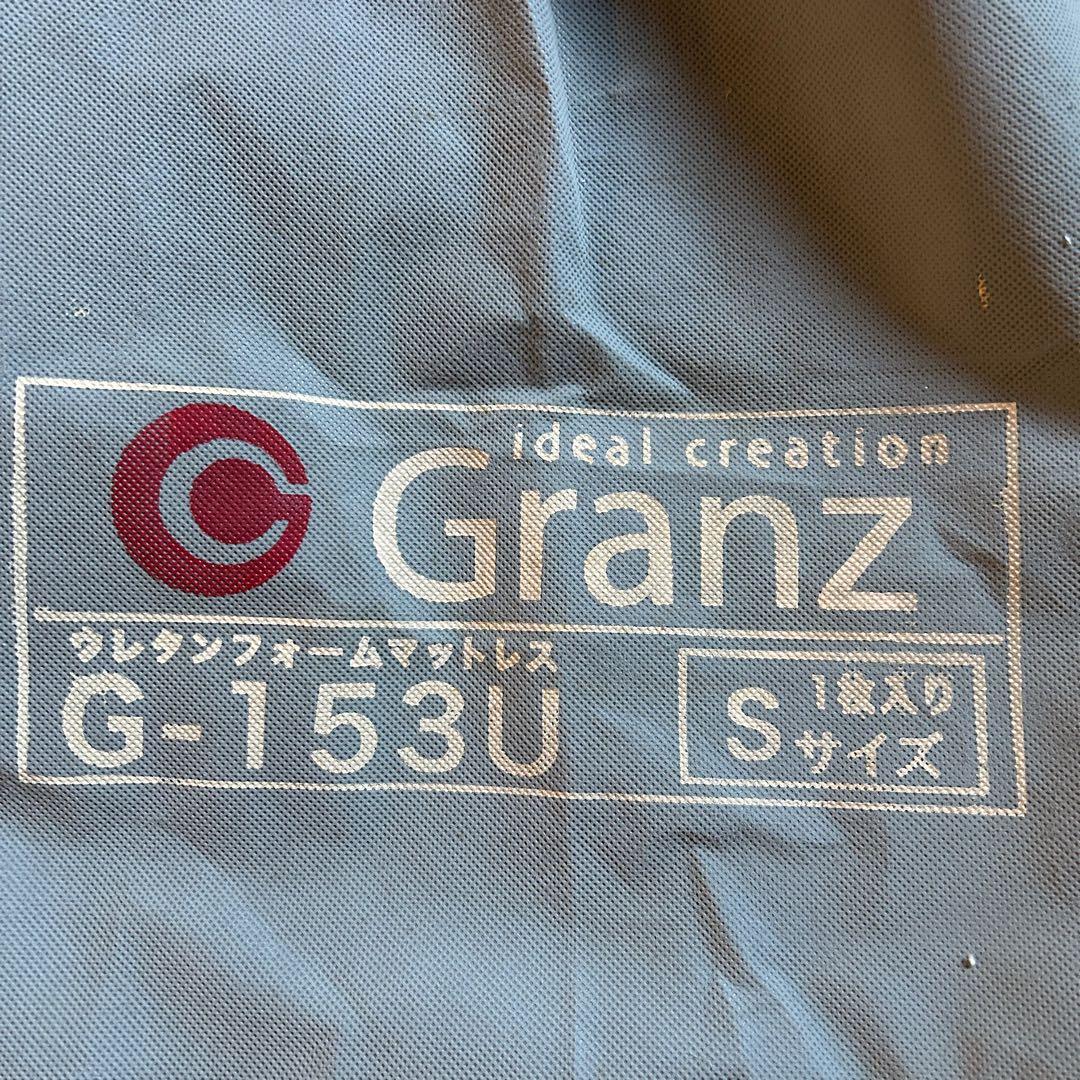 ideal creation
Granz
ウレタンフォームマットレス
G-153U
1枚入り
Sサイズ